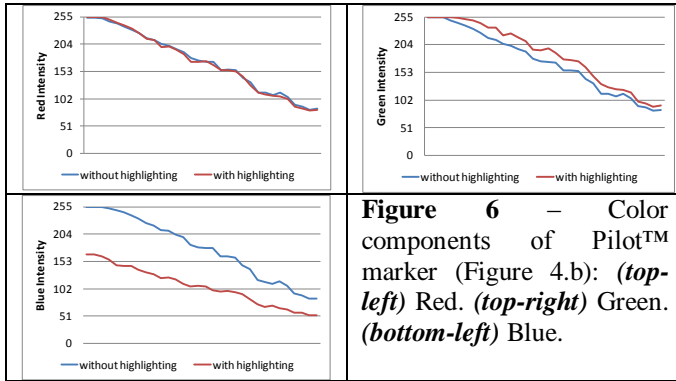 255
204
153
102
51
0
Red Intensity
without highlighting
with highlighting
255
204
153
102
51
0
Green Intensity
without highlighting
with highlighting
255
204
153
102
51
0
Blue Intensity
without highlighting
with highlighting
Figure 6 – Color
components of Pilot™
marker (Figure 4.b): (top-
left) Red. (top-right) Green.
(bottom-left) Blue.